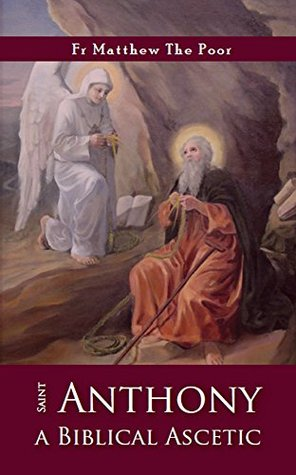 Fr Matthew The Poor
SAINT
ANTHONY
A BIBLICAL ASCETIC